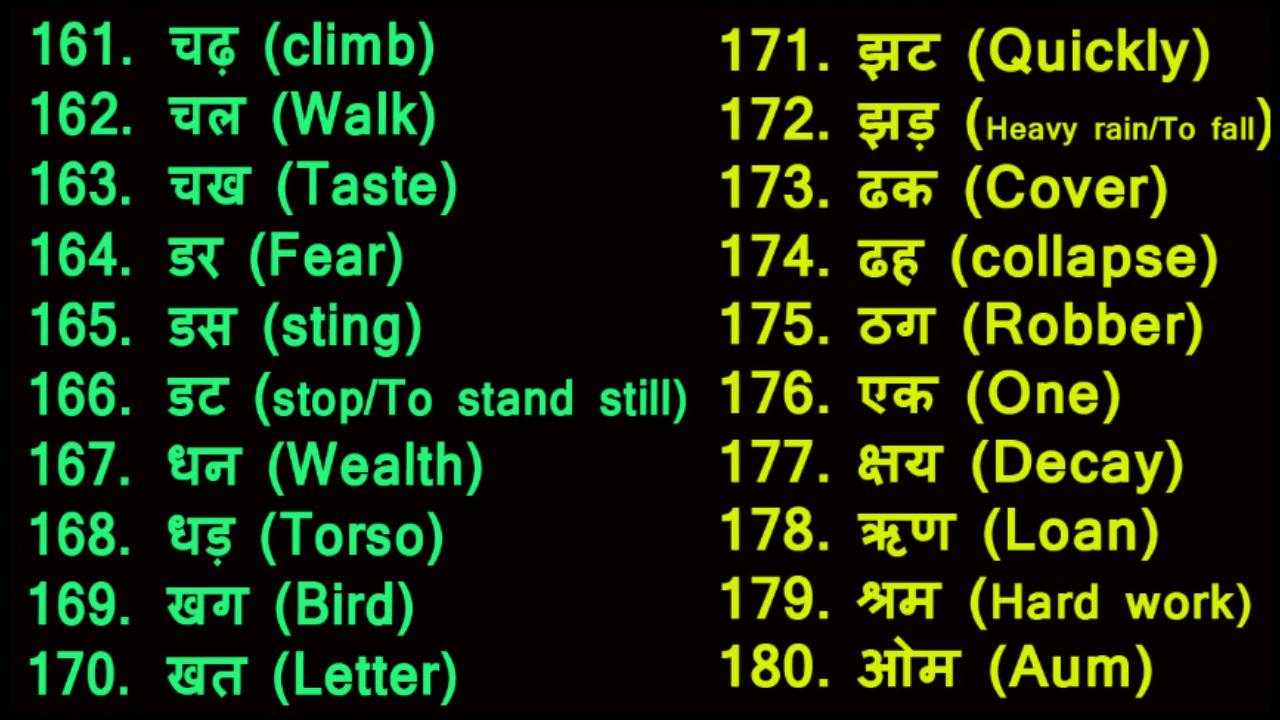 161. चढ़ (climb)
162. चल (Walk)
163. चख (Taste)
164. डर (Fear)
165. डस (sting)
166. डट (stop/To stand still)
167. धन (Wealth)
168. धड़ (Torso)
169. खग (Bird)
170. खत (Letter)
171. झट (Quickly)
172. झड़ (Heavy rain/To fall)
173. ढक (Cover)
174. ढह (collapse)
175. ठग (Robber)
176. एक (One)
177. क्षय (Decay)
178. ऋण (Loan)
179. श्रम (Hard work)
180. ओम (Aum)